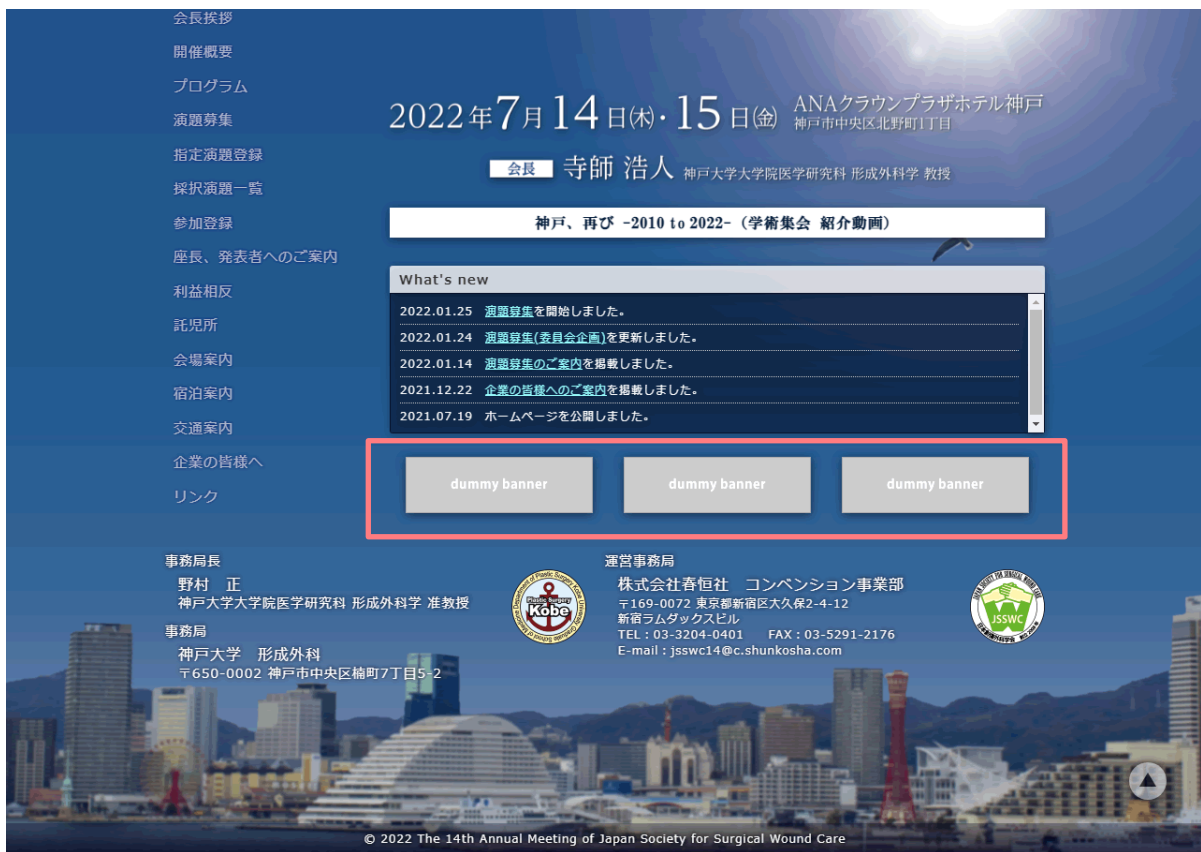 会長挨拶
開催概要
プログラム
演題募集
指定演題登録
採択演題一覧
参加登録
座長、発表者へのご案内
利益相反
託児所
会場案内
宿泊案内
交通案内
企業の皆様へ
リンク
2022年7月14日(木)・15日(金) ANAクラウンプラザホテル神戸
神戸市中央区北野町1丁目
会長 寺師 浩人 神戸大学大学院医学研究科 形成外科学 教授
神戸、再び -2010 to 2022-（学術集会 紹介動画）
What's new
2022.01.25 演題募集を開始しました。
2022.01.24 演題募集(委員会企画)を更新しました。
2022.01.14 演題募集のご案内を掲載しました。
2021.12.22 企業の皆様へのご案内を掲載しました。
2021.07.19 ホームページを公開しました。
dummy banner dummy banner dummy banner
事務局長
野村 正
神戸大学大学院医学研究科 形成外科学 准教授
事務局
神戸大学 形成外科
〒650-0002 神戸市中央区楠町7丁目5-2
Plastic Surgery
Kobe
運営事務局
株式会社春恒社 コンベンション事業部
〒169-0072 東京都新宿区大久保2-4-12
新宿ラムダックスビル
TEL：03-3204-0401 FAX：03-5291-2176
E-mail：jsswc14@c.shunkosha.com
JSSWC
© 2022 The 14th Annual Meeting of Japan Society for Surgical Wound Care